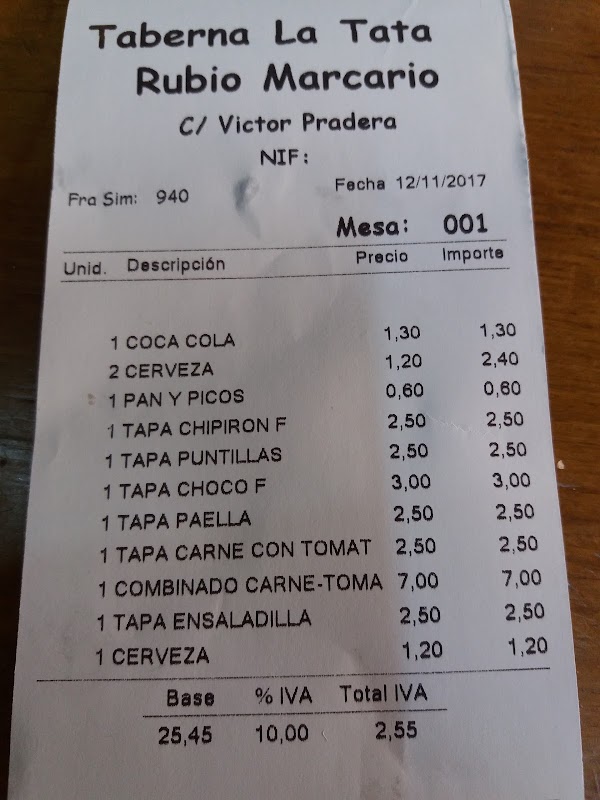 Taberna La Tata
Rubio Marcario
C/ Victor Pradera
NIF:
Fra Sim: 940 Fecha 12/11/2017
Mesa: 001
Unid. Descripción Precio Importe
1 COCA COLA 1,30 1,30
2 CERVEZA 1,20 2,40
1 PAN Y PICOS 0,60 0,60
1 TAPA CHIPIRON F 2,50 2,50
1 TAPA PUNTILLAS 2,50 2,50
1 TAPA CHOCO F 3,00 3,00
1 TAPA PAELLA 2,50 2,50
1 TAPA CARNE CON TOMAT 2,50 2,50
1 COMBINADO CARNE-TOMA 7,00 7,00
1 TAPA ENSALADILLA 2,50 2,50
1 CERVEZA 1,20 1,20
Base % IVA Total IVA
25,45 10,00 2,55